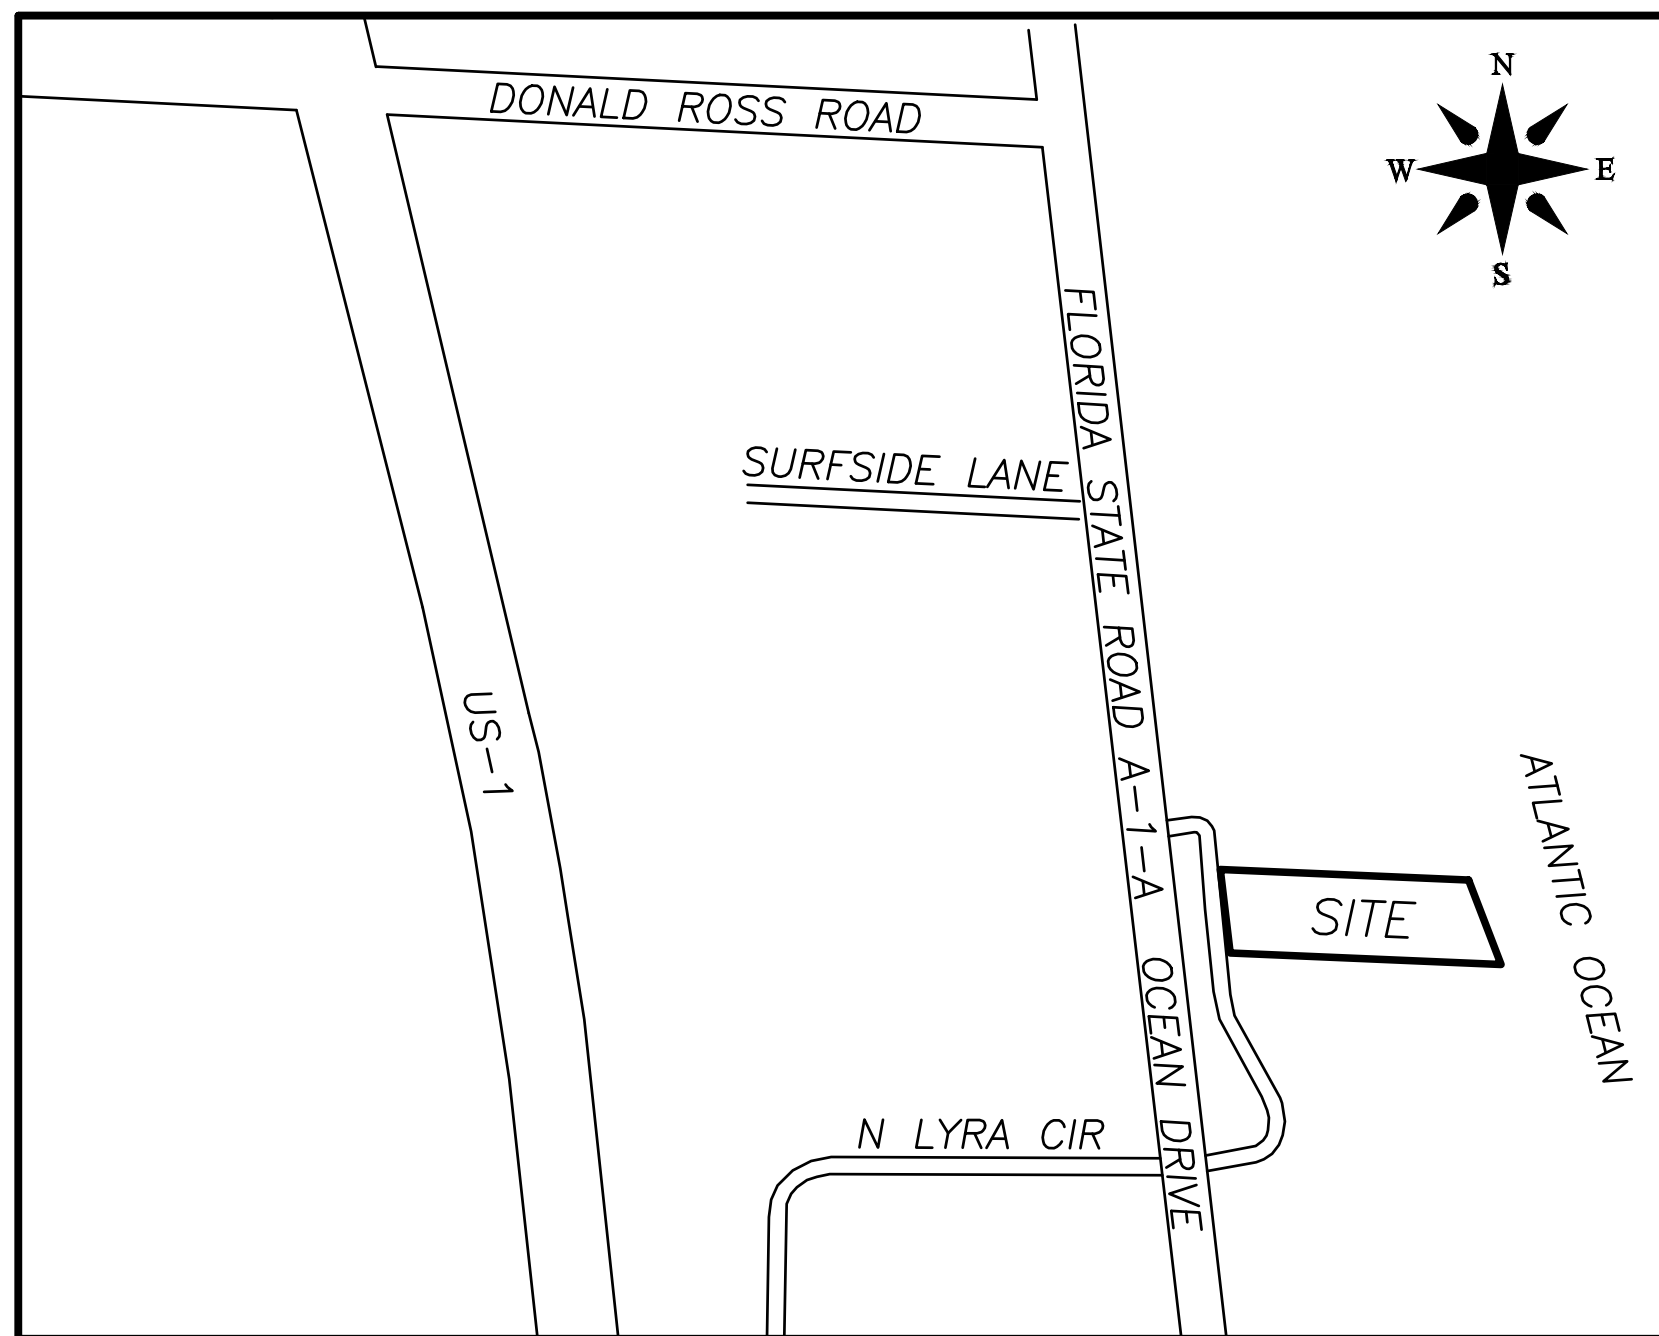 N
DONALD ROSS ROAD
W
E
S
FLORIDA STATE ROAD A-1-A OCEAN DRIVE
SURFSIDE LANE
US-1
ATLANTIC OCEAN
SITE
N LYRA CIR